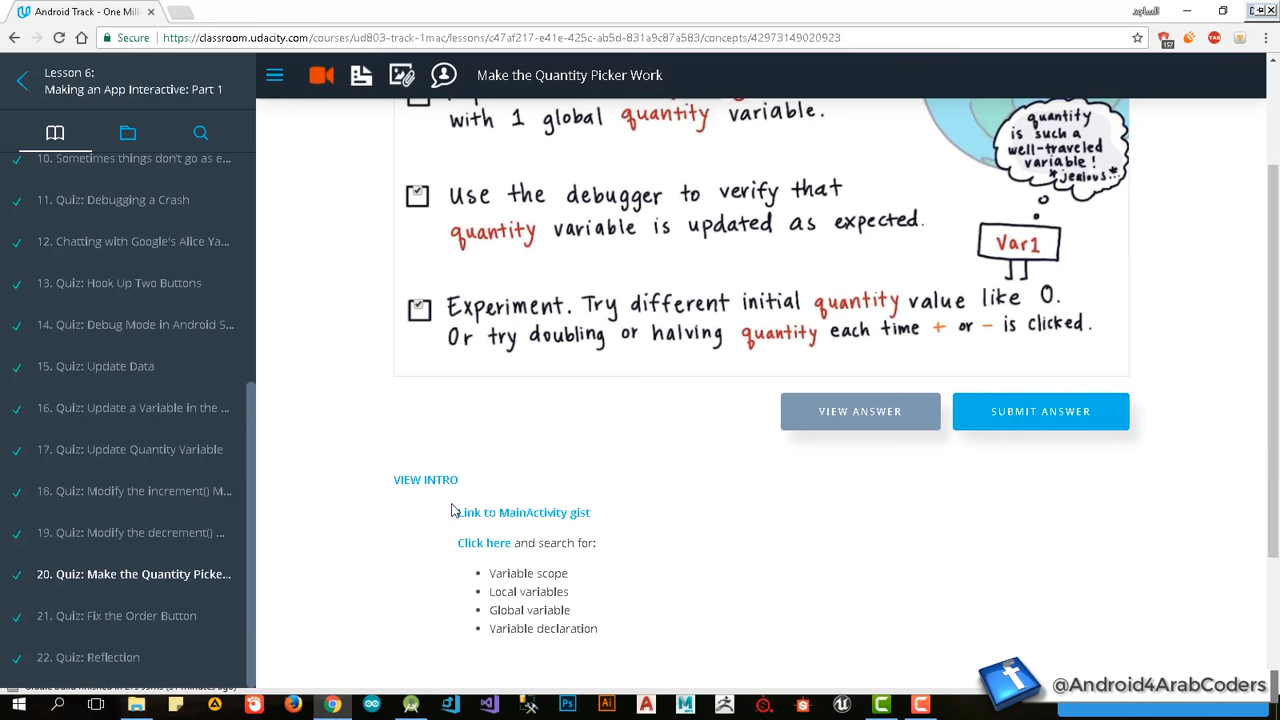 Android Track - One Mill
الساجد
Secure
https://classroom.udacity.com/courses/ud803-track-1mac/lessons/c47af217-e41e-425c-ab5d-831a9c87a583/concepts/42973149020923
157
YAB
Lesson 6:
Making an App Interactive: Part 1
Make the Quantity Picker Work
10. Sometimes things don't go as e...
11. Quiz: Debugging a Crash
12. Chatting with Google's Alice Ya...
13. Quiz: Hook Up Two Buttons
14. Quiz: Debug Mode in Android S...
15. Quiz: Update Data
16. Quiz: Update a Variable in the ...
17. Quiz: Update Quantity Variable
18. Quiz: Modify the increment() M...
19. Quiz: Modify the decrement() ...
20. Quiz: Make the Quantity Picke...
21. Quiz: Fix the Order Button
22. Quiz: Reflection
with 1 global quantity variable.
quantity
is such a
well-traveled
variable!
*jealous...*
Var1
Use the debugger to verify that
quantity variable is updated as expected.
Experiment. Try different initial quantity value like 0.
Or try doubling or halving quantity each time + or - is clicked.
VIEW ANSWER
SUBMIT ANSWER
VIEW INTRO
Link to MainActivity gist
Click here and search for:
Variable scope
Local variables
Global variable
Variable declaration
@Android4ArabCoders